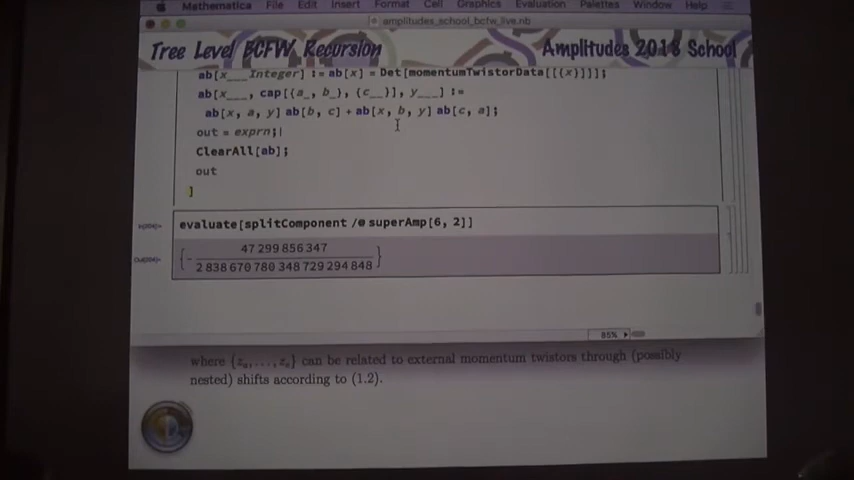 Mathematica File Edit Insert Format Cell Graphics Evaluation Palettes Window Help
amplitudes_school_bcfw_live.nb
Tree Level BCFW Recursion
Amplitudes 2018 School
ab[x___Integer] := ab[x] = Det[momentumTwistorData[[{x}]]];
ab[x___, cap[{a_, b_}, {c__}], y___] :=
ab[x, a, y] ab[b, c] + ab[x, b, y] ab[c, a];
out = exprn;
ClearAll[ab];
out
]
evaluate[splitComponent /@ superAmp[6, 2]]
{- 47 299 856 347
2 838 670 780 348 729 294 848 }
85%
where {zα,…,zα} can be related to external momentum twistors through (possibly
nested) shifts according to (1.2).